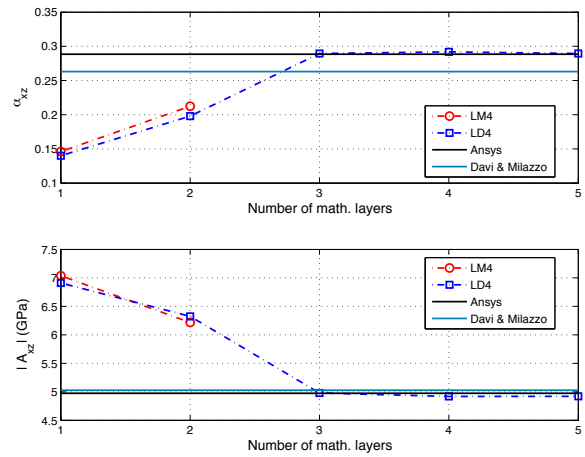 0.35
0.3
0.25
0.2
0.15
0.1
α_xz
LM4
LD4
Ansys
Davi & Milazzo
1 2 3 4 5
Number of math. layers
7.5
7
6.5
6
5.5
5
4.5
| A_xz | (GPa)
LM4
LD4
Ansys
Davi & Milazzo
1 2 3 4 5
Number of math. layers